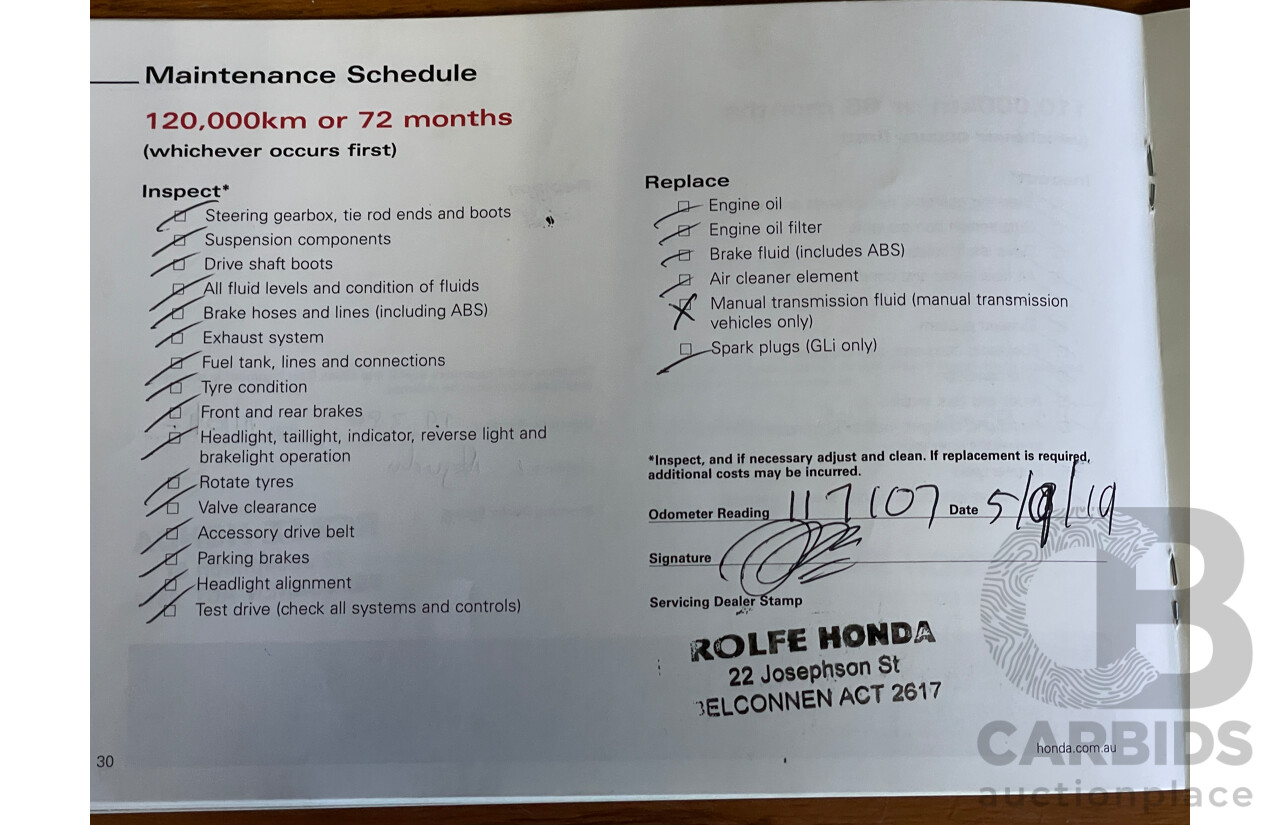 Maintenance Schedule
120,000km or 72 months
(whichever occurs first)
Inspect*
Steering gearbox, tie rod ends and boots
Suspension components
Drive shaft boots
All fluid levels and condition of fluids
Brake hoses and lines (including ABS)
Exhaust system
Fuel tank, lines and connections
Tyre condition
Front and rear brakes
Headlight, taillight, indicator, reverse light and
brakelight operation
Rotate tyres
Valve clearance
Accessory drive belt
Parking brakes
Headlight alignment
Test drive (check all systems and controls)
30
Replace
Engine oil
Engine oil filter
Brake fluid (includes ABS)
Air cleaner element
Manual transmission fluid (manual transmission
vehicles only)
Spark plugs (GLi only)
*Inspect, and if necessary adjust and clean. If replacement is required,
additional costs may be incurred.
Odometer Reading 117107 Date 5/9/19
Signature
Servicing Dealer Stamp
ROLFE HONDA
22 Josephson St
BELCONNEN ACT 2617
honda.com.au
CB
CARBIDS
auctionplace